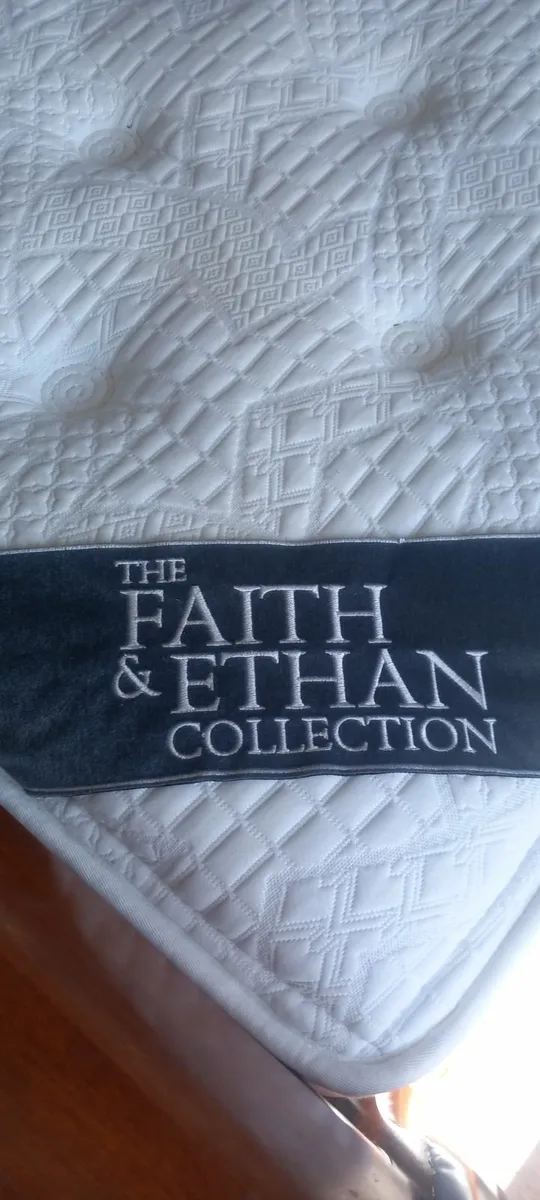 THE
FAITH
& ETHAN
COLLECTION